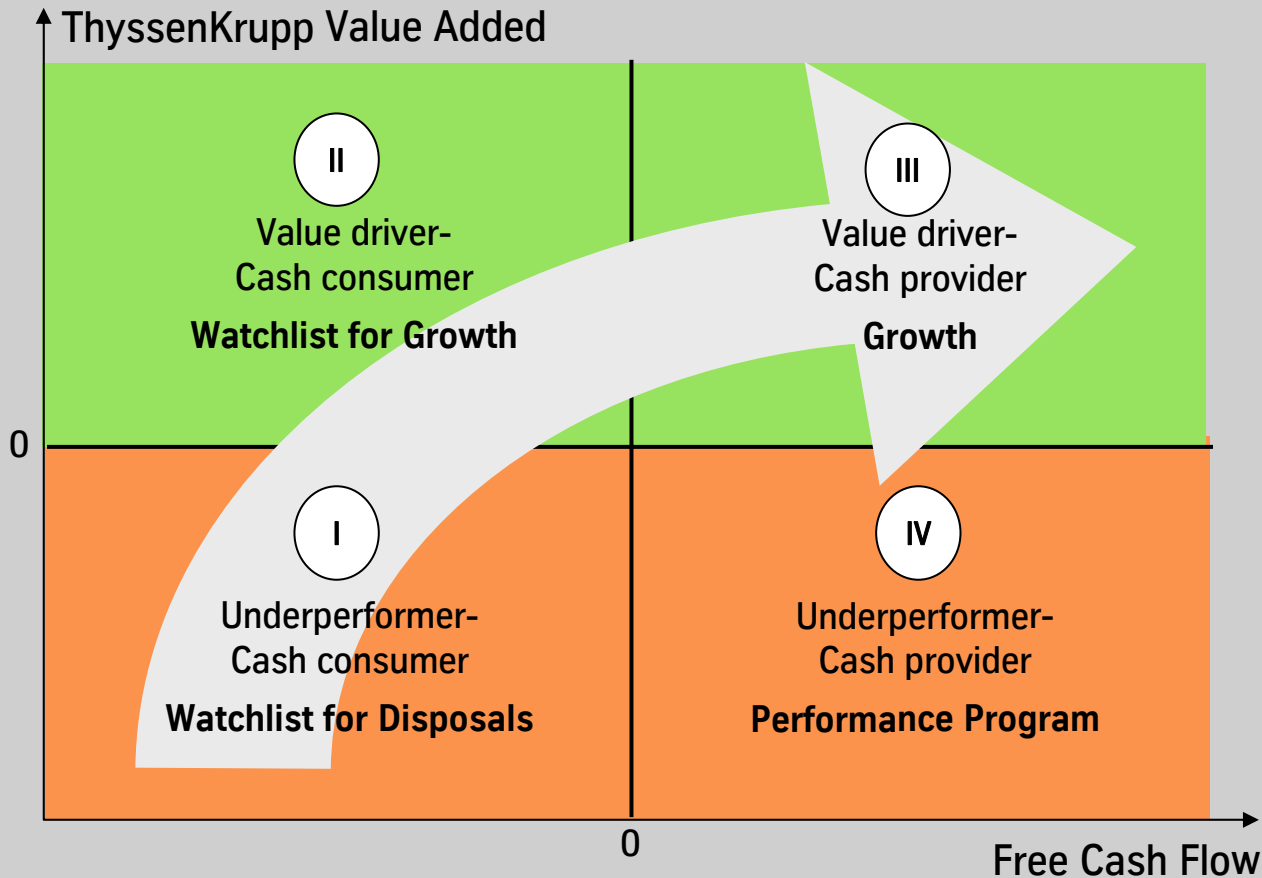 ThyssenKrupp Value Added
II
Value driver-
Cash consumer
Watchlist for Growth
III
Value driver-
Cash provider
Growth
0
I
Underperformer-
Cash consumer
Watchlist for Disposals
IV
Underperformer-
Cash provider
Performance Program
0
Free Cash Flow